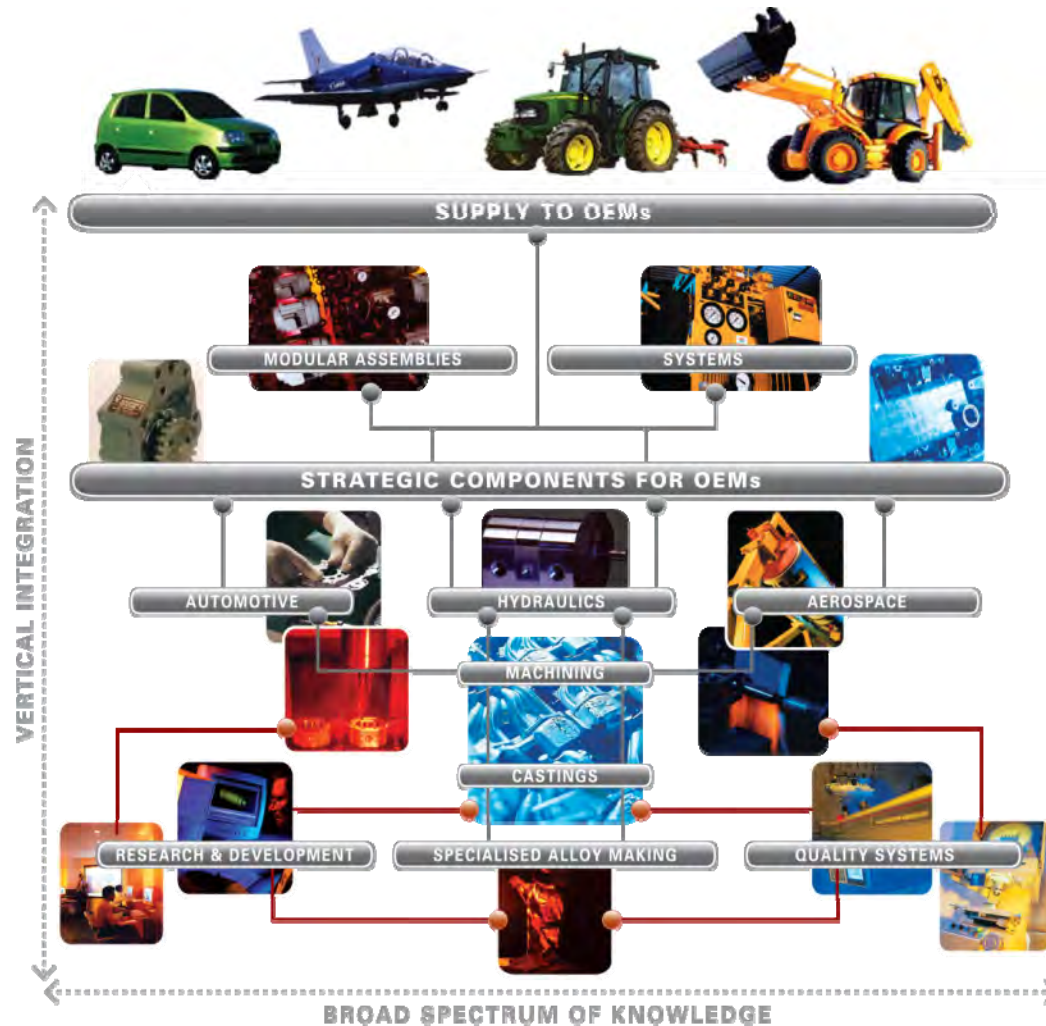 SUPPLY TO OEMs
MODULAR ASSEMBLIES
SYSTEMS
STRATEGIC COMPONENTS FOR OEMs
AUTOMOTIVE
HYDRAULICS
AEROSPACE
MACHINING
CASTINGS
RESEARCH & DEVELOPMENT
SPECIALISED ALLOY MAKING
QUALITY SYSTEMS
VERTICAL INTEGRATION
BROAD SPECTRUM OF KNOWLEDGE